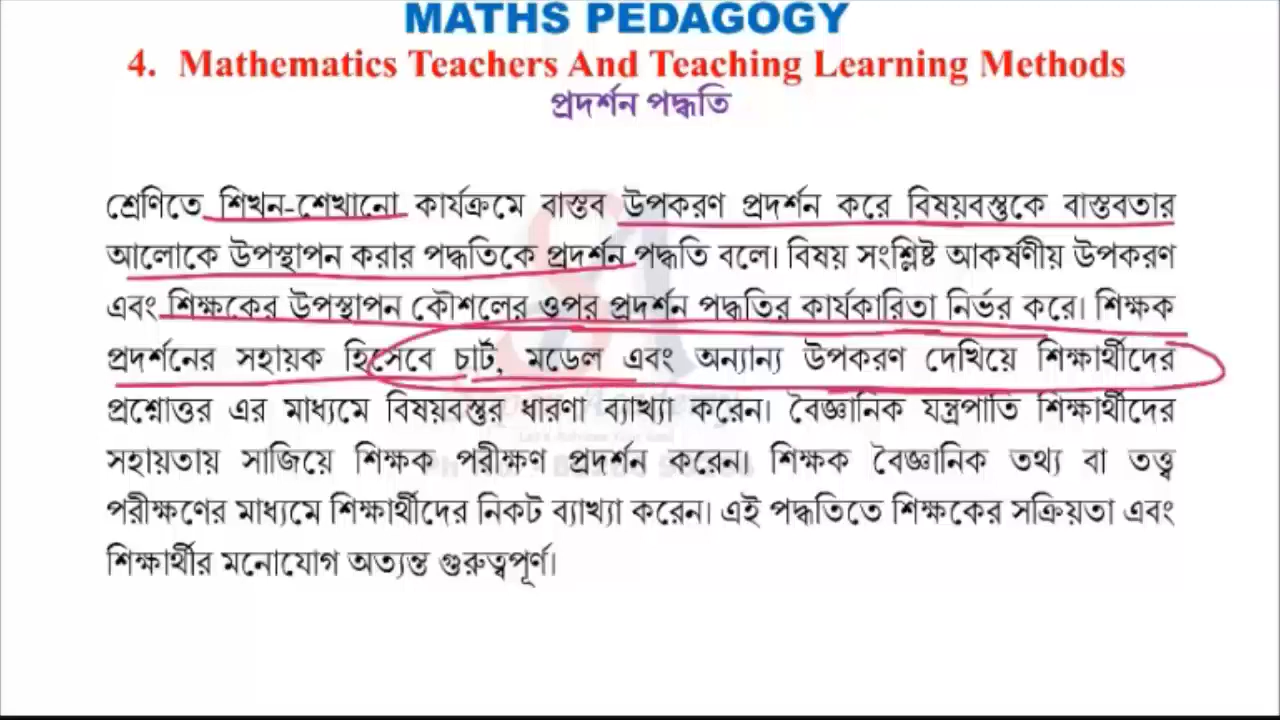 MATHS PEDAGOGY
4. Mathematics Teachers And Teaching Learning Methods
প্রদর্শন পদ্ধতি
শ্রেণিতে শিখন-শেখানো কার্যক্রমে বাস্তব উপকরণ প্রদর্শন করে বিষয়বস্তুকে বাস্তবতার
আলোকে উপস্থাপন করার পদ্ধতিকে প্রদর্শন পদ্ধতি বলে। বিষয় সংশ্লিষ্ট আকর্ষণীয় উপকরণ
এবং শিক্ষকের উপস্থাপন কৌশলের ওপর প্রদর্শন পদ্ধতির কার্যকারিতা নির্ভর করে। শিক্ষক
প্রদর্শনের সহায়ক হিসেবে চার্ট, মডেল এবং অন্যান্য উপকরণ দেখিয়ে শিক্ষার্থীদের
প্রশ্নোত্তর এর মাধ্যমে বিষয়বস্তুর ধারণা ব্যাখ্যা করেন। বৈজ্ঞানিক যন্ত্রপাতি শিক্ষার্থীদের
সহায়তায় সাজিয়ে শিক্ষক পরীক্ষণ প্রদর্শন করেন। শিক্ষক বৈজ্ঞানিক তথ্য বা তত্ত্ব
পরীক্ষণের মাধ্যমে শিক্ষার্থীদের নিকট ব্যাখ্যা করেন। এই পদ্ধতিতে শিক্ষকের সক্রিয়তা এবং
শিক্ষার্থীর মনোযোগ অত্যন্ত গুরুত্বপূর্ণ।